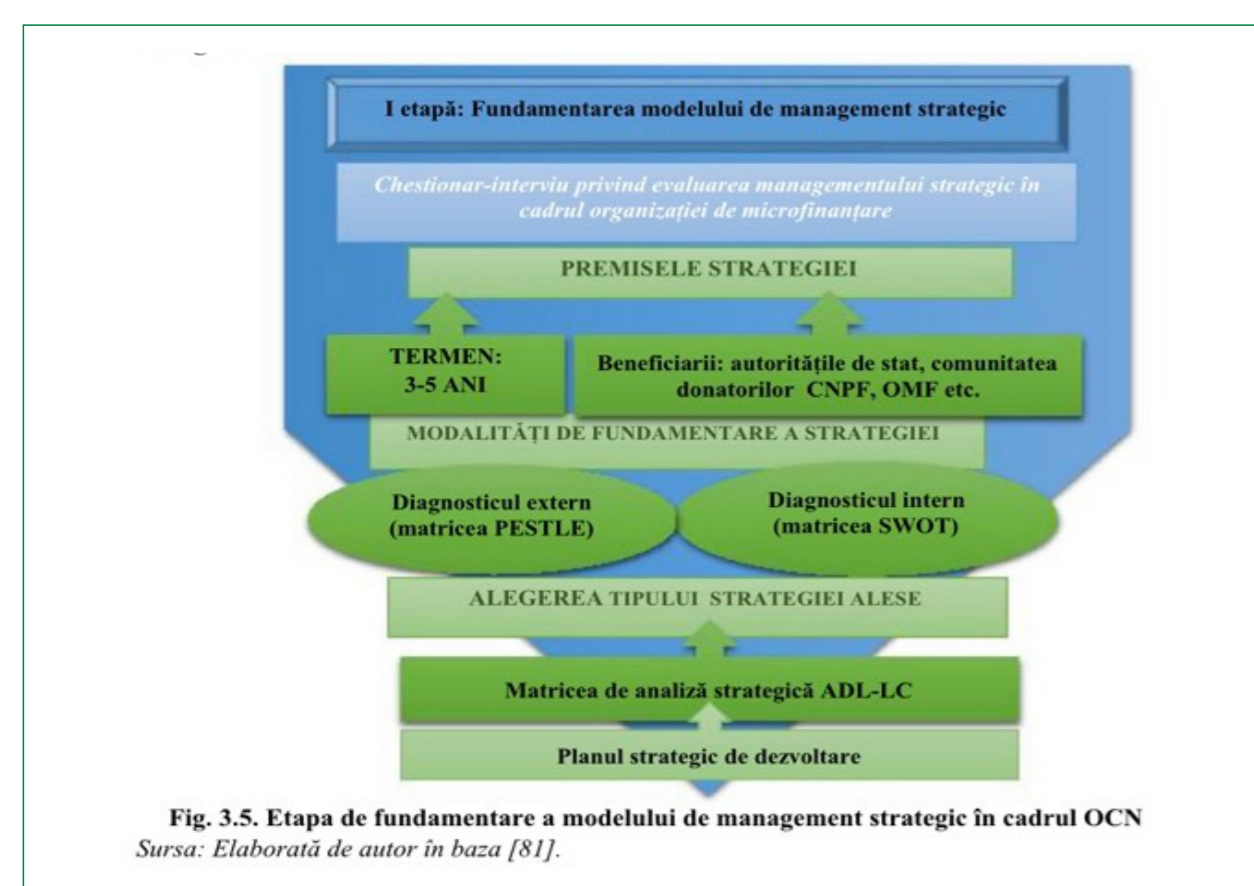 I etapă: Fundamentarea modelului de management strategic
Chestionar-interviu privind evaluarea managementului strategic în
cadrul organizației de microfinanțare
PREMISELE STRATEGIEI
TERMEN:
3-5 ANI
Beneficiarii: autoritățile de stat, comunitatea
donatorilor CNPF, OMF etc.
MODALITĂȚI DE FUNDAMENTARE A STRATEGIEI
Diagnosticul extern
(matricea PESTLE)
Diagnosticul intern
(matricea SWOT)
ALEGEREA TIPULUI STRATEGIEI ALESE
Matricea de analiză strategică ADL-LC
Planul strategic de dezvoltare
Fig. 3.5. Etapa de fundamentare a modelului de management strategic în cadrul OCN
Sursa: Elaborată de autor în baza [81].